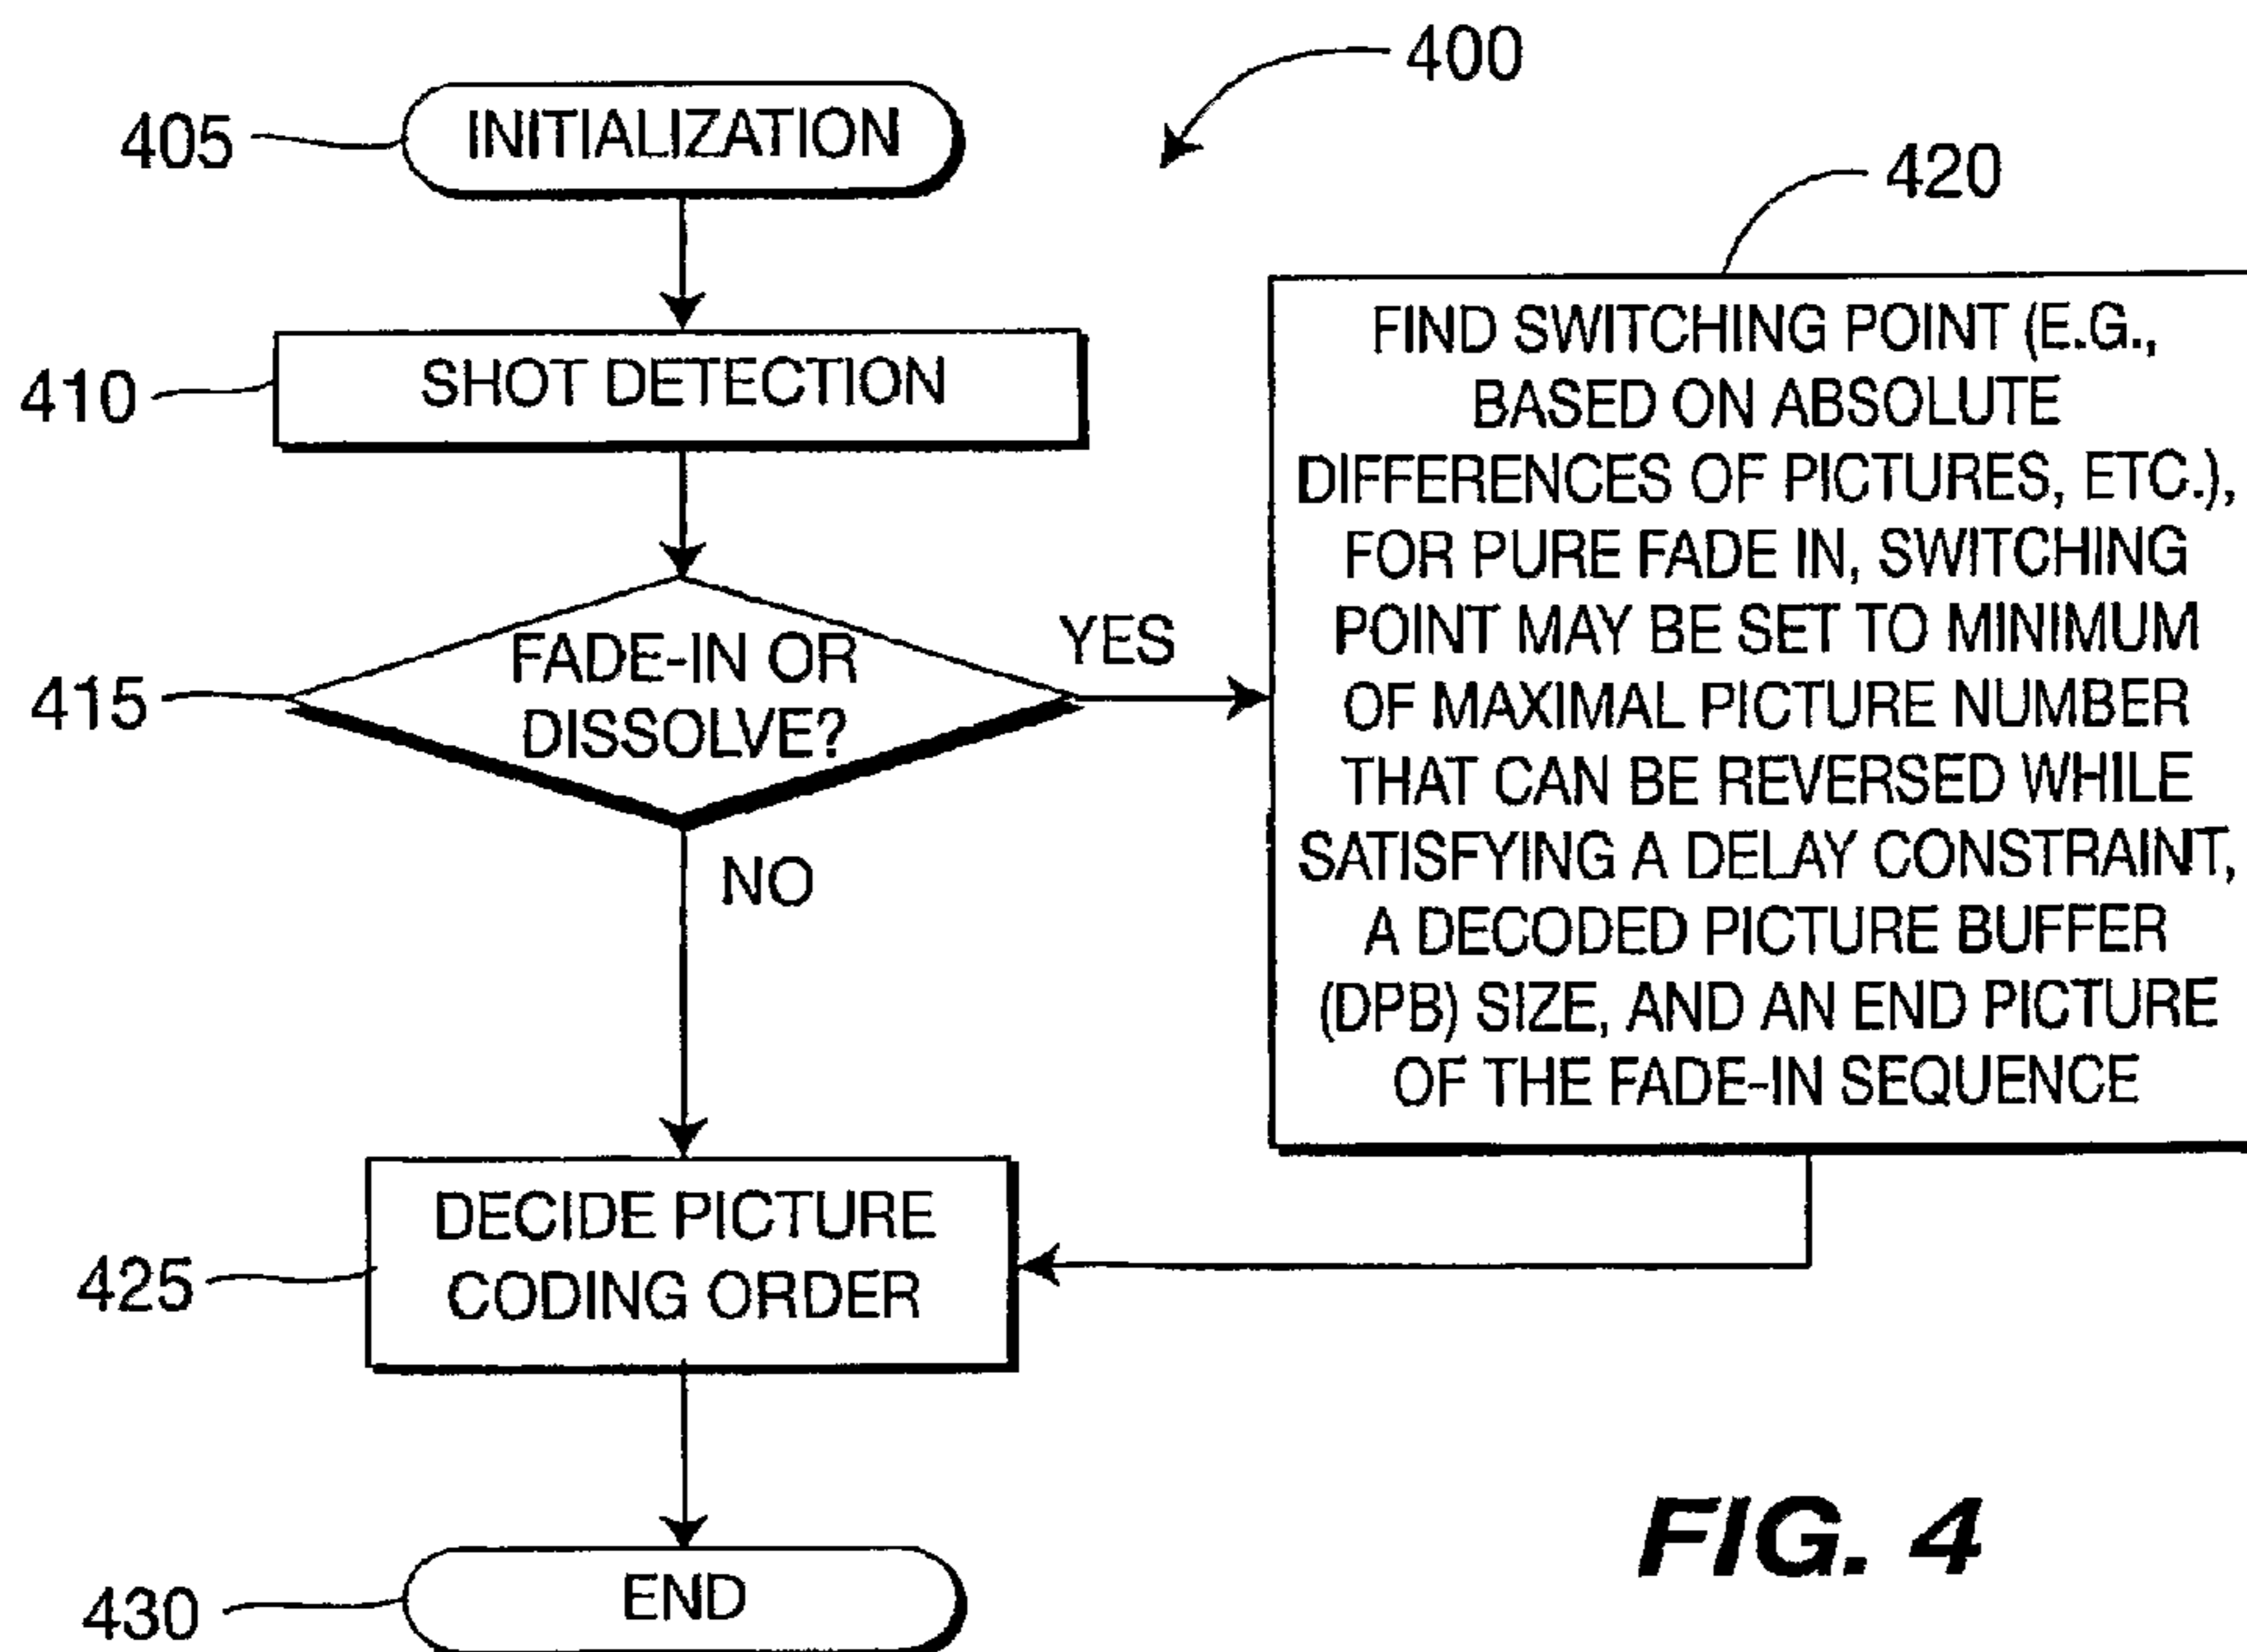 400
405
INITIALIZATION
410
SHOT DETECTION
415
FADE-IN OR
DISSOLVE?
YES
NO
420
FIND SWITCHING POINT (E.G.,
BASED ON ABSOLUTE
DIFFERENCES OF PICTURES, ETC.),
FOR PURE FADE IN, SWITCHING
POINT MAY BE SET TO MINIMUM
OF MAXIMAL PICTURE NUMBER
THAT CAN BE REVERSED WHILE
SATISFYING A DELAY CONSTRAINT,
A DECODED PICTURE BUFFER
(DPB) SIZE, AND AN END PICTURE
OF THE FADE-IN SEQUENCE
425
DECIDE PICTURE
CODING ORDER
430
END
FIG. 4